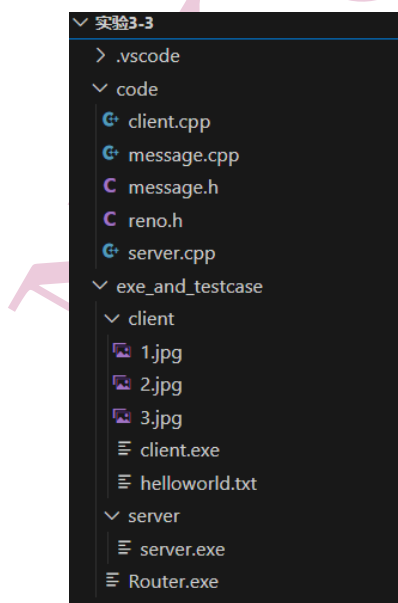 实验3-3
.vscode
code
client.cpp
message.cpp
C message.h
C reno.h
server.cpp
exe_and_testcase
client
1.jpg
2.jpg
3.jpg
client.exe
helloworld.txt
server
server.exe
Router.exe